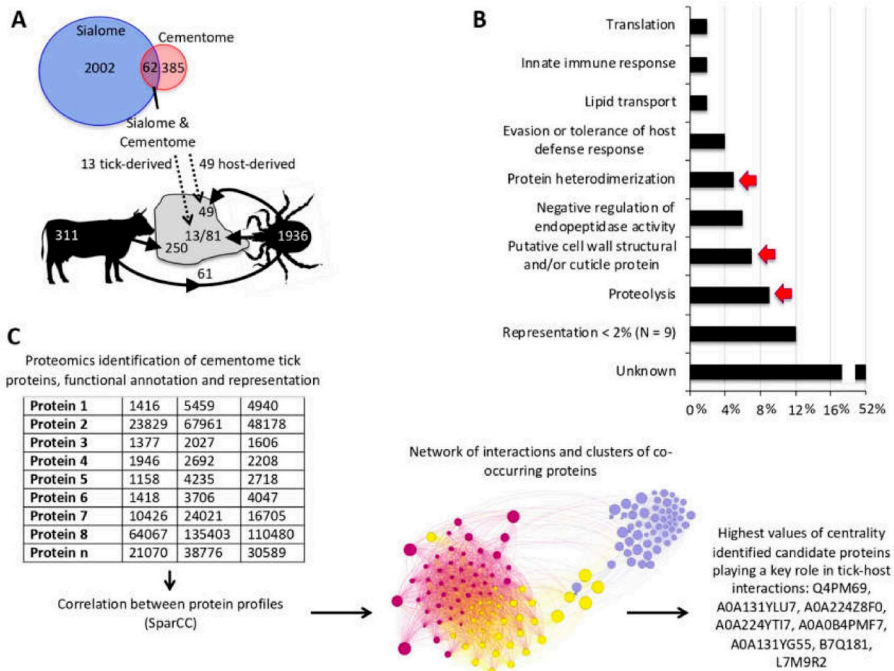 A
Sialome
Cementome
2002
62
385
Sialome &
Cementome
13 tick-derived
49 host-derived
49
311
13/81
1936
250
61
B
Translation
Innate immune response
Lipid transport
Evasion or tolerance of host
defense response
Protein heterodimerization
Negative regulation of
endopeptidase activity
Putative cell wall structural
and/or cuticle protein
Proteolysis
Representation < 2% (N = 9)
Unknown
0% 4% 8% 12% 16% 52%
C
Proteomics identification of cementome tick
proteins, functional annotation and representation
Protein 1 1416 5459 4940
Protein 2 23829 67961 48178
Protein 3 1377 2027 1606
Protein 4 1946 2692 2208
Protein 5 1158 4235 2718
Protein 6 1418 3706 4047
Protein 7 10426 24021 16705
Protein 8 64067 135403 110480
Protein n 21070 38776 30589
Correlation between protein profiles
(SparCC)
Network of interactions and clusters of co-
occurring proteins
Highest values of centrality
identified candidate proteins
playing a key role in tick-host
interactions: Q4PM69,
A0A131YLU7, A0A224Z8F0,
A0A224YTI7, A0A0B4PMF7,
A0A131YG55, B7Q181,
L7M9R2